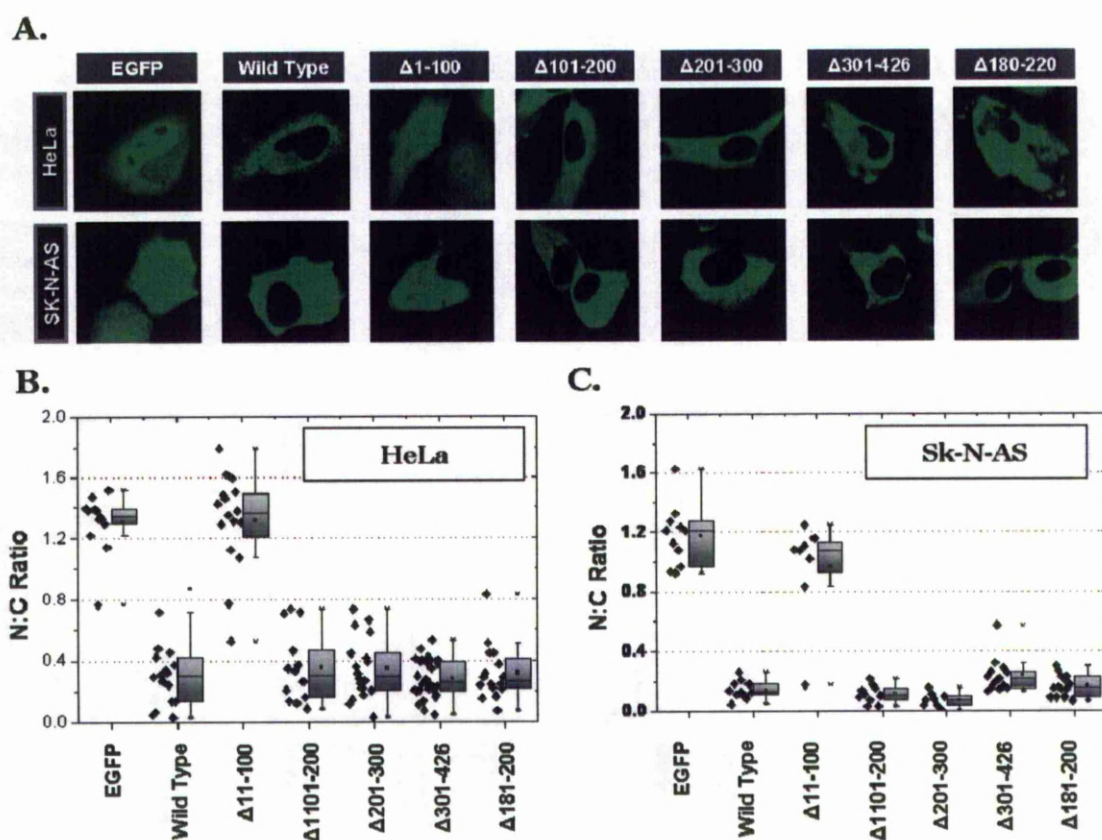 A.
EGFP Wild Type Δ1-100 Δ101-200 Δ201-300 Δ301-426 Δ180-220
HeLa
SK-N-AS
B.
HeLa
N:C Ratio
2.0
1.6
1.2
0.8
0.4
0.0
EGFP
Wild Type
Δ11-100
Δ1101-200
Δ201-300
Δ301-426
Δ181-200
C.
Sk-N-AS
N:C Ratio
2.0
1.6
1.2
0.8
0.4
0.0
EGFP
Wild Type
Δ11-100
Δ1101-200
Δ201-300
Δ301-426
Δ181-200